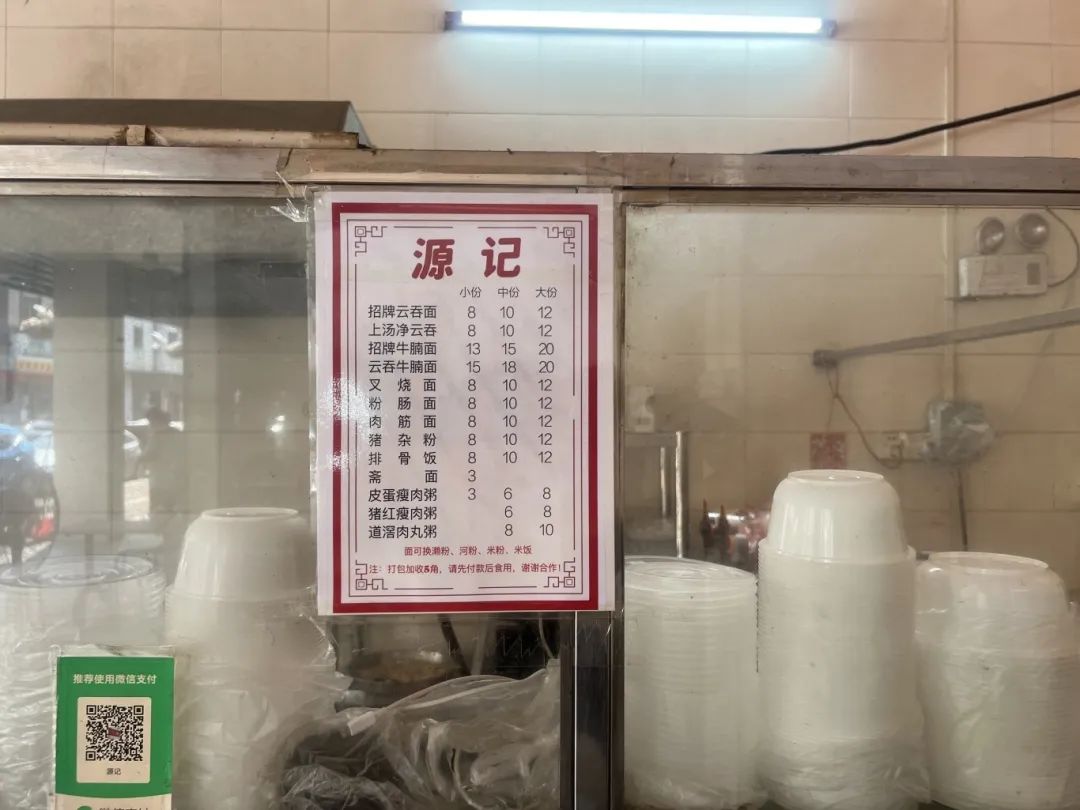 源记
小份 中份 大份
招牌云吞面 8 10 12
上汤净云吞 8 10 12
招牌牛腩面 13 15 20
云吞牛腩面 15 18 20
叉烧面 8 10 12
粉肠面 8 10 12
肉筋面 8 10 12
猪杂粉 8 10 12
排骨饭 8 10 12
斋面 3
皮蛋瘦肉粥 3 6 8
猪红瘦肉粥 6 8
道滘肉丸粥 8 10
面可换濑粉、河粉、米粉、米饭
注：打包加收5角，请先付款后食用，谢谢合作！
推荐使用微信支付
源记